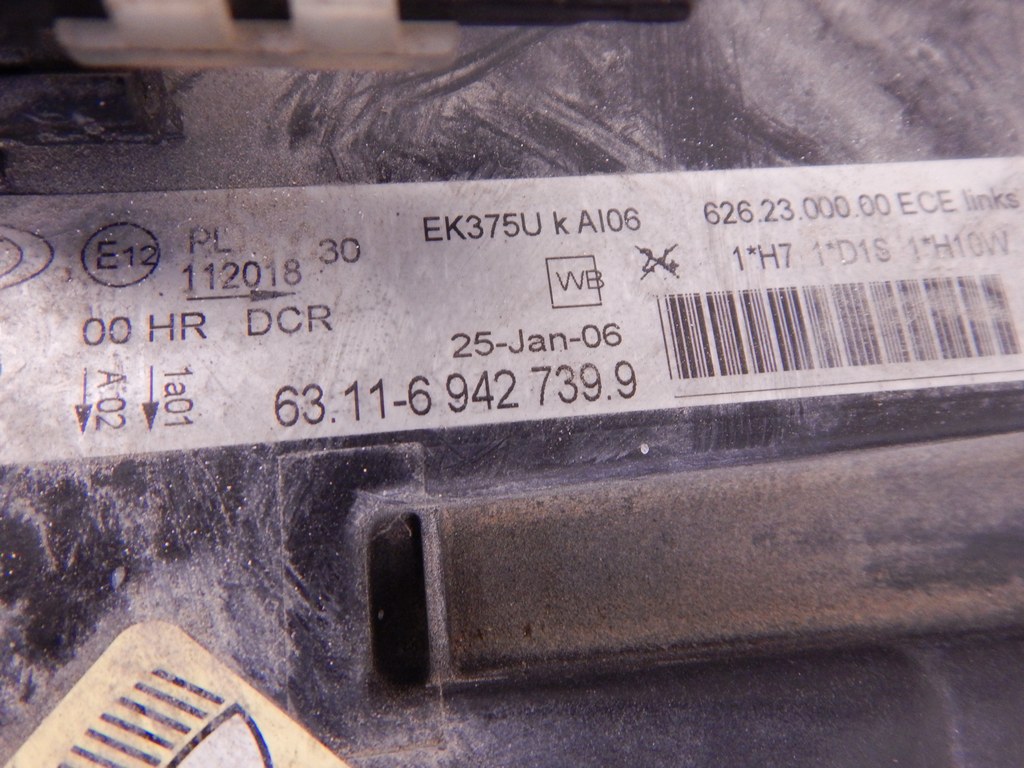 EK375U k AI06
626.23.000.00 ECE links
E12
PL
30
112018
WB
1*H7 1*D1S 1*H10W
00 HR DCR
25-Jan-06
A02
1a01
63.11-6 942 739.9